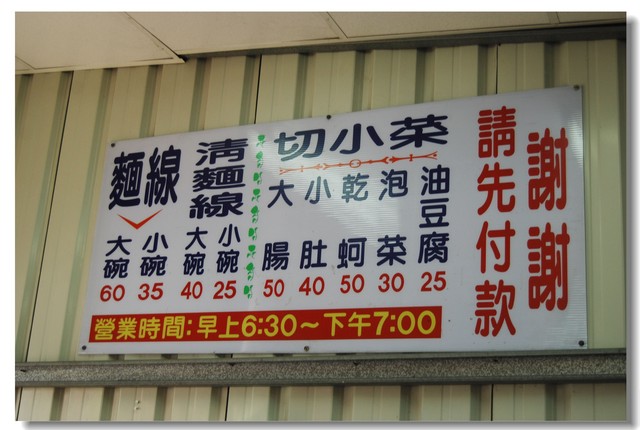 麵線
大碗 60
小碗 35
清麵線
大碗 40
小碗 25
切小菜
大腸 50
小肚 40
乾蚵 50
泡菜 30
油豆腐 25
請先付款
謝謝
營業時間:早上6:30~下午7:00